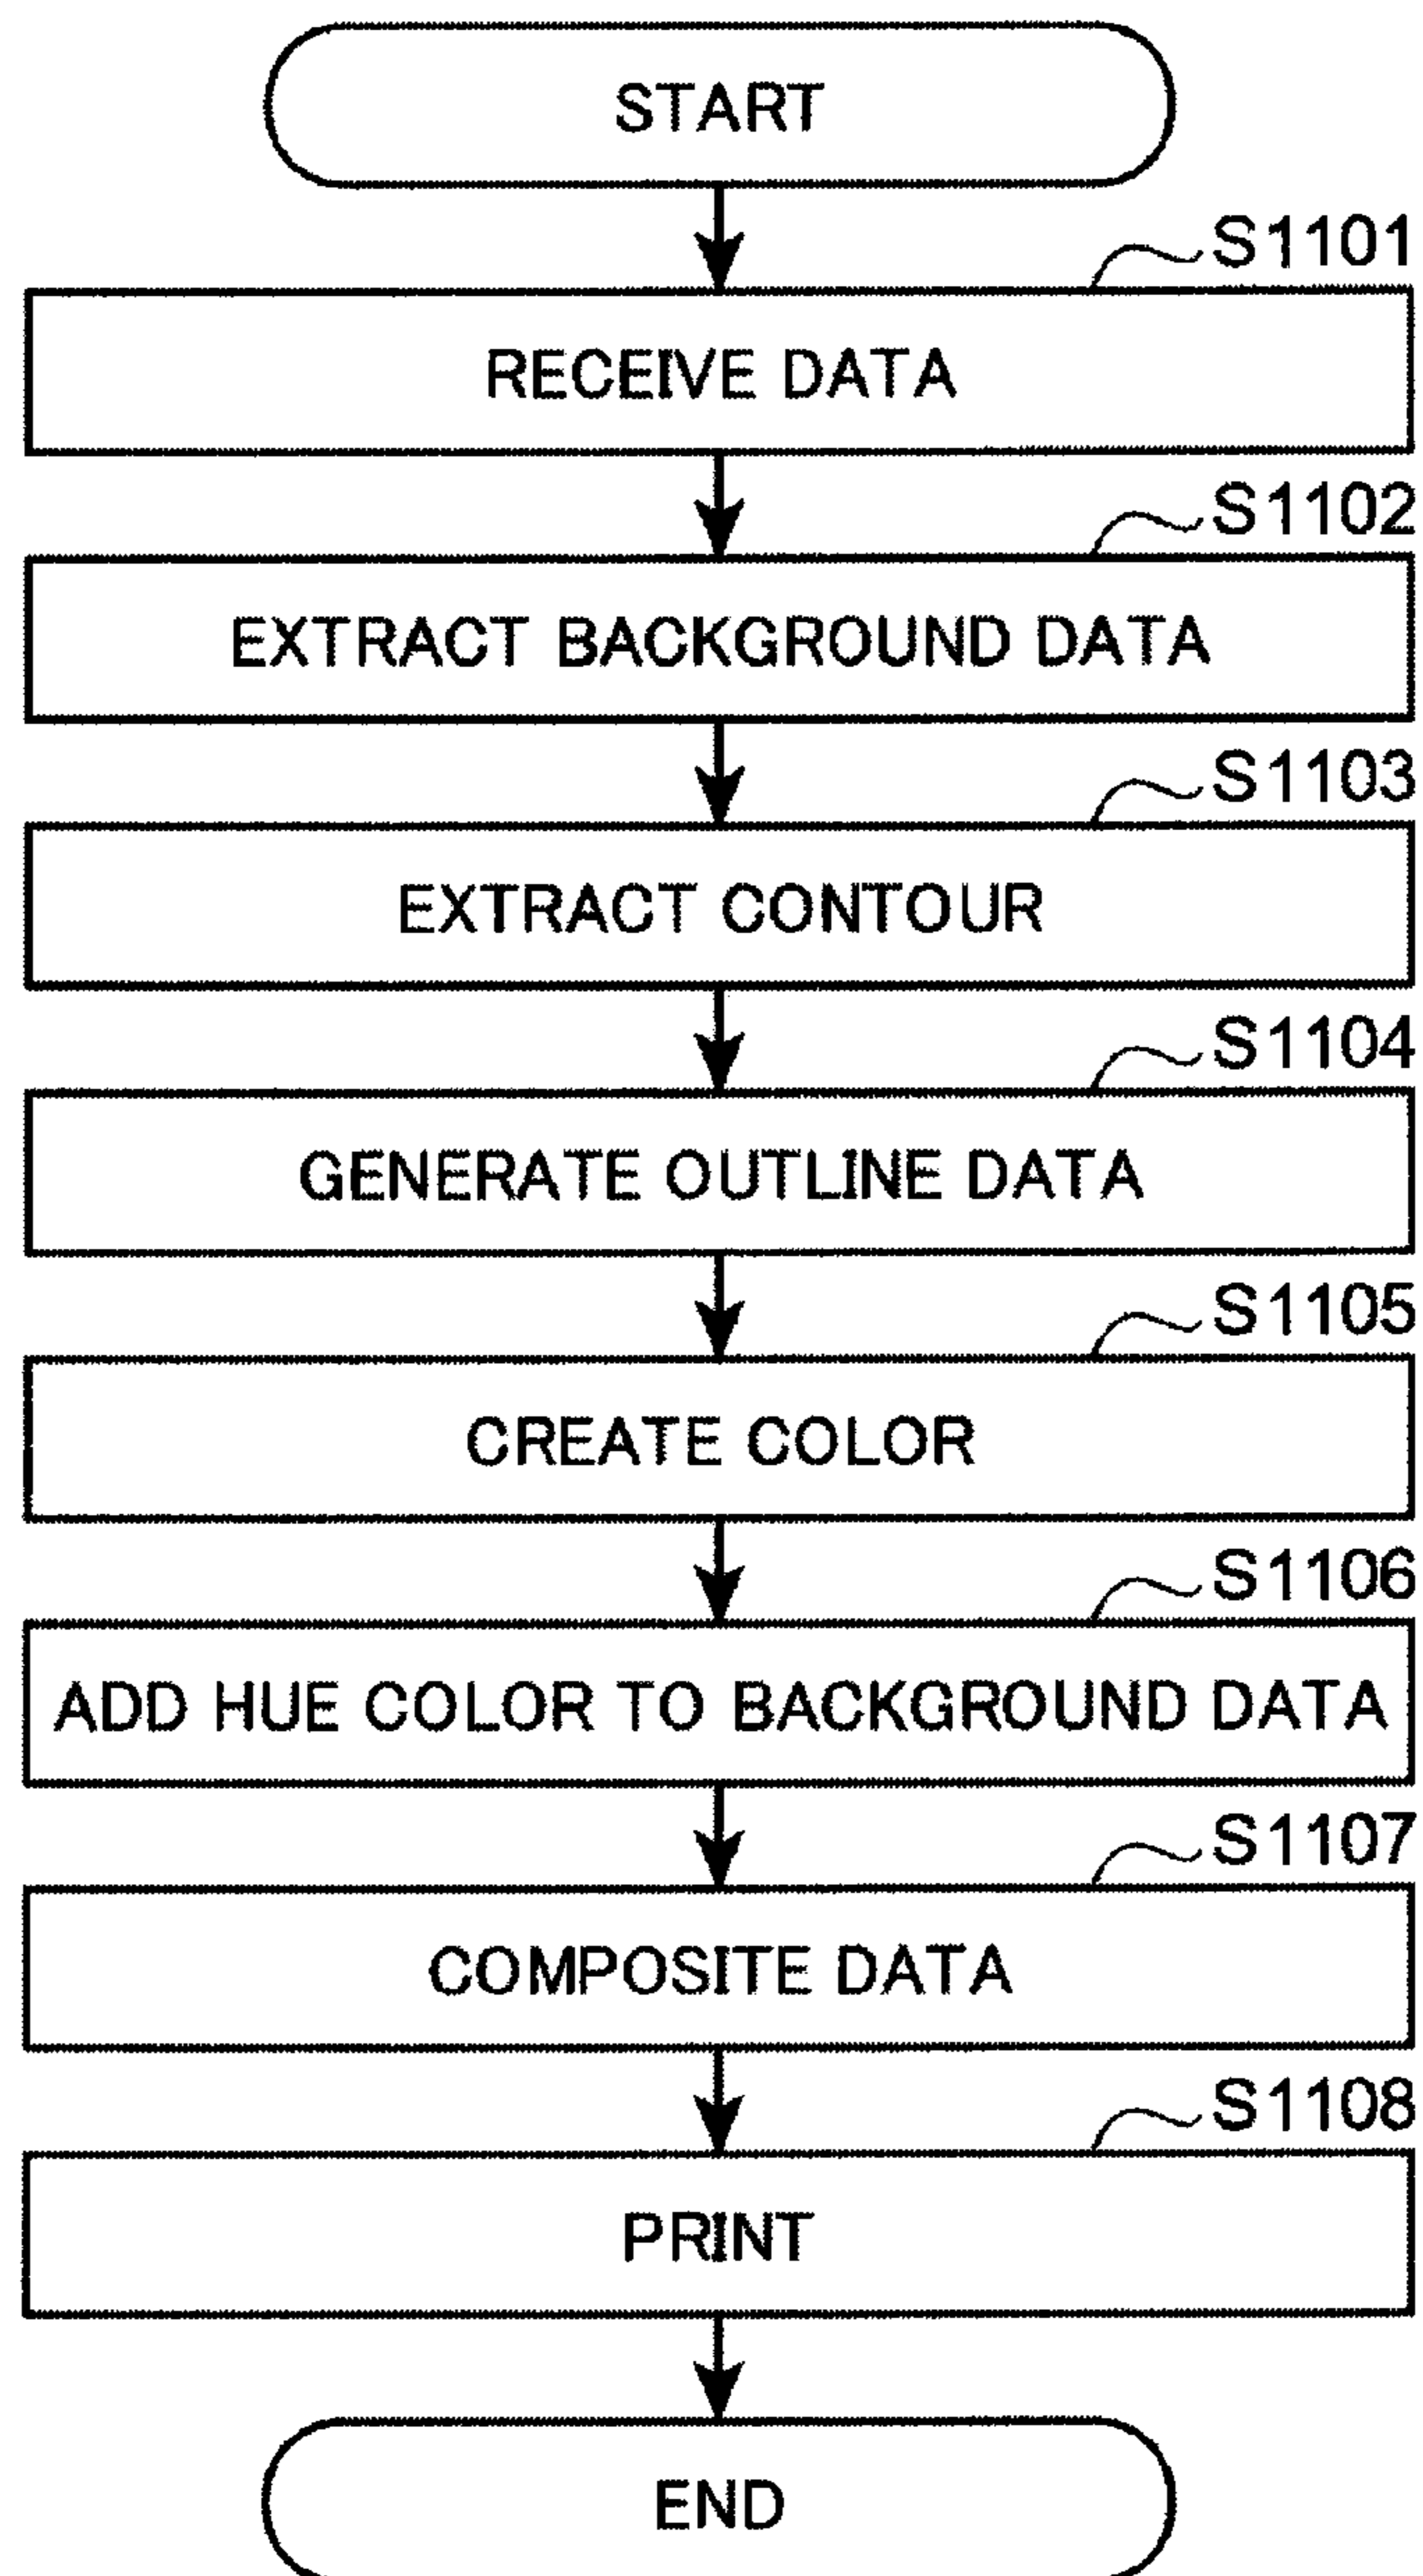 START
S1101
RECEIVE DATA
S1102
EXTRACT BACKGROUND DATA
S1103
EXTRACT CONTOUR
S1104
GENERATE OUTLINE DATA
S1105
CREATE COLOR
S1106
ADD HUE COLOR TO BACKGROUND DATA
S1107
COMPOSITE DATA
S1108
PRINT
END